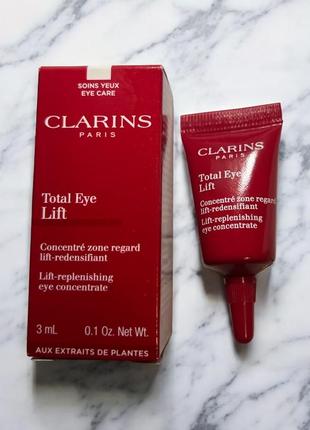 SOINS YEUX
EYE CARE
CLARINS
PARIS
Total Eye
Lift
Concentré zone regard
lift-redensifiant
Lift-replenishing
eye concentrate
3 mL 0.1 Oz. Net Wt.
AUX EXTRAITS DE PLANTES
CLARINS
PARIS
Total Eye
Lift
Concentré zone regard
lift-redensifiant
Lift-replenishing
eye concentrate